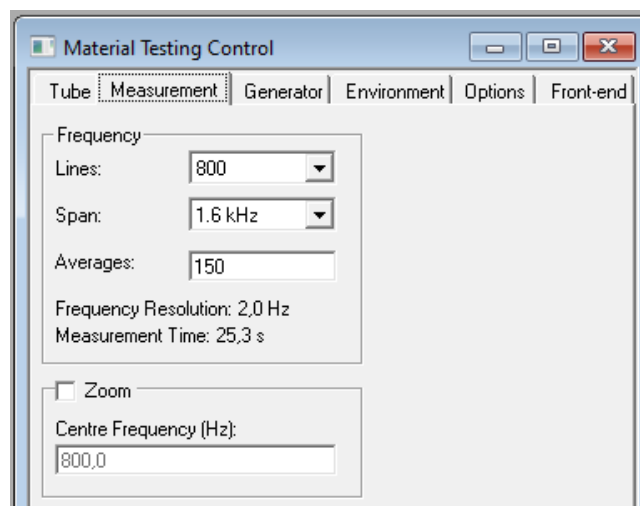 Material Testing Control
Tube Measurement Generator Environment Options Front-end
Frequency
Lines: 800
Span: 1.6 kHz
Averages: 150
Frequency Resolution: 2,0 Hz
Measurement Time: 25,3 s
Zoom
Centre Frequency (Hz):
800,0